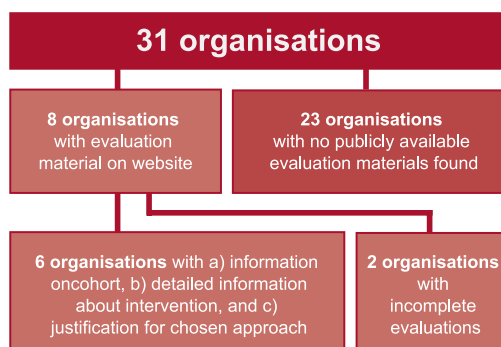 31 organisations
8 organisations
with evaluation
material on website
23 organisations
with no publicly available
evaluation materials found
6 organisations with a) information
oncohort, b) detailed information
about intervention, and c)
justification for chosen approach
2 organisations
with
incomplete
evaluations